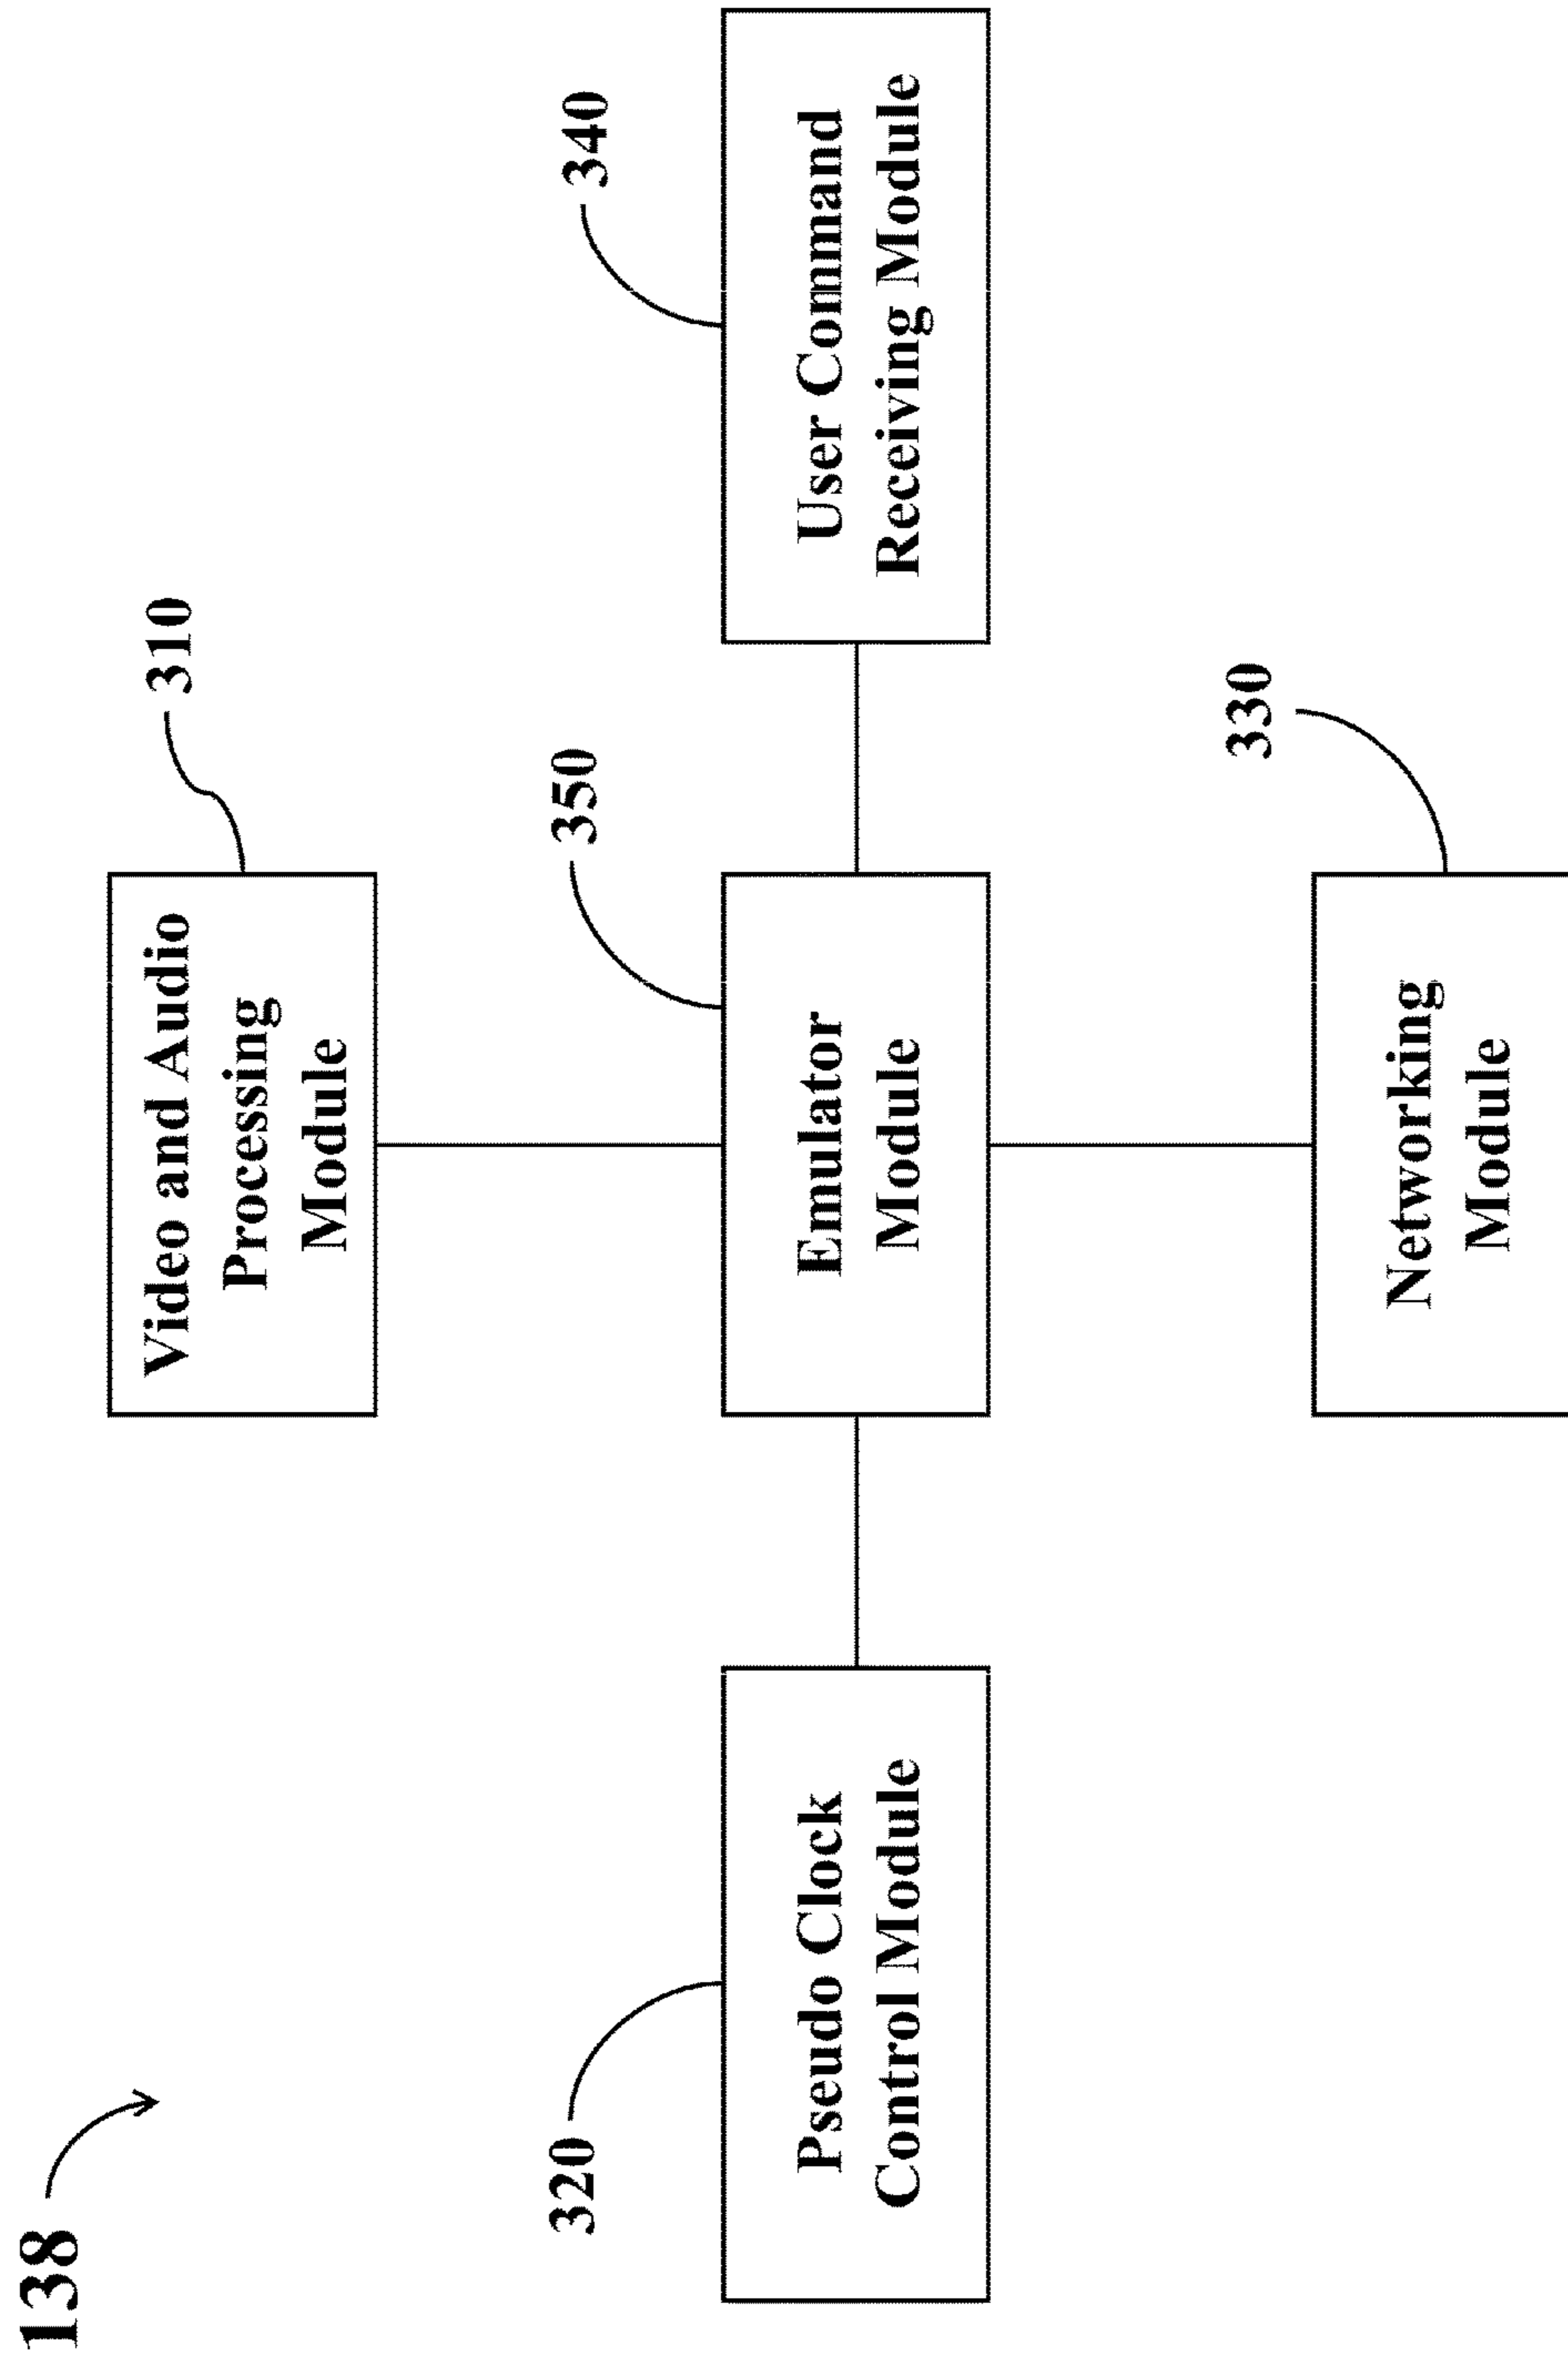 138
310
Video and Audio
Processing
Module
320
Pseudo Clock
Control Module
350
Emulator
Module
340
User Command
Receiving Module
330
Networking
Module